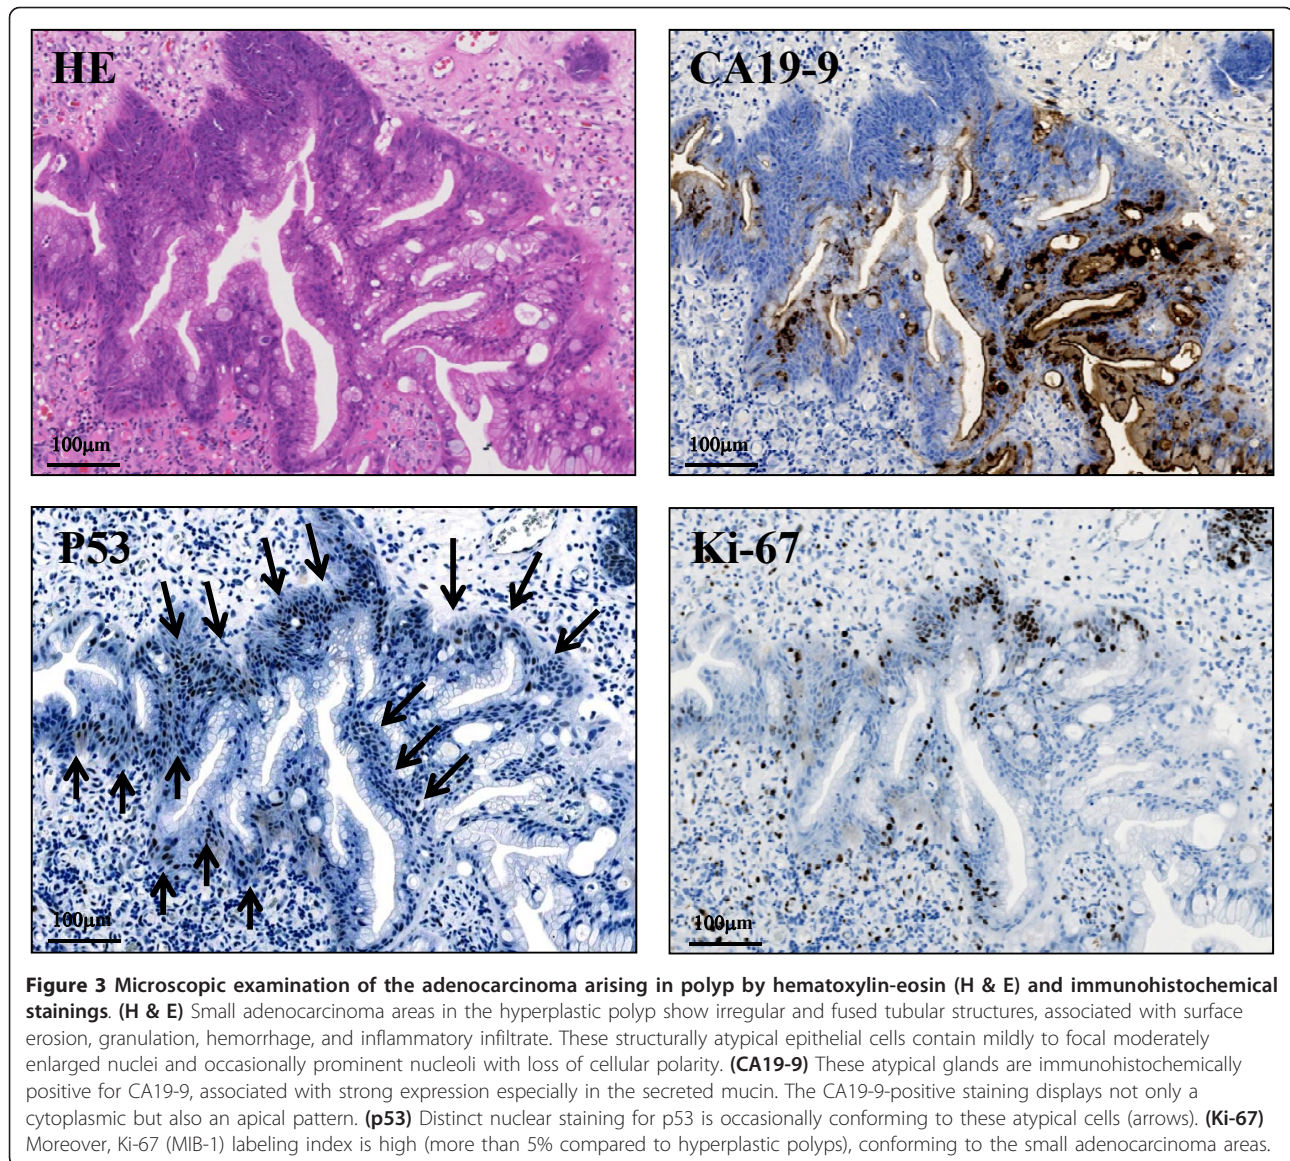 HE
CA19-9
100μm
100μm
P53
Ki-67
100μm
100μm
Figure 3 Microscopic examination of the adenocarcinoma arising in polyp by hematoxylin-eosin (H & E) and immunohistochemical
stainings. (H & E) Small adenocarcinoma areas in the hyperplastic polyp show irregular and fused tubular structures, associated with surface
erosion, granulation, hemorrhage, and inflammatory infiltrate. These structurally atypical epithelial cells contain mildly to focal moderately
enlarged nuclei and occasionally prominent nucleoli with loss of cellular polarity. (CA19-9) These atypical glands are immunohistochemically
positive for CA19-9, associated with strong expression especially in the secreted mucin. The CA19-9-positive staining displays not only a
cytoplasmic but also an apical pattern. (p53) Distinct nuclear staining for p53 is occasionally conforming to these atypical cells (arrows). (Ki-67)
Moreover, Ki-67 (MIB-1) labeling index is high (more than 5% compared to hyperplastic polyps), conforming to the small adenocarcinoma areas.